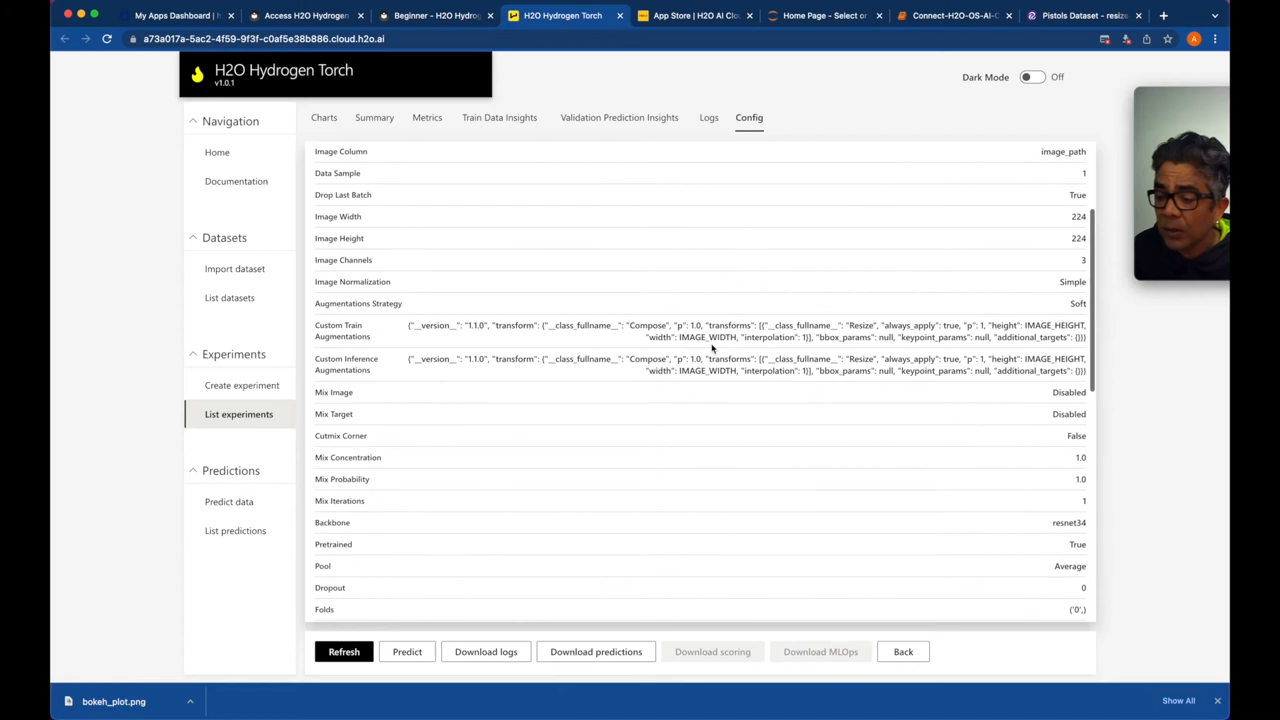 My Apps Dashboard | h
Access H2O Hydrogen
Beginner - H2O Hydrog
H2O Hydrogen Torch
App Store | H2O AI Clou
Home Page - Select or
Connect-H2O-OS-AI-C
Pistols Dataset - resize
a73a017a-5ac2-4f59-9f3f-c0af5e38b886.cloud.h2o.ai
A
H2O Hydrogen Torch
v1.0.1
Dark Mode Off
Navigation
Home
Documentation
Datasets
Import dataset
List datasets
Experiments
Create experiment
List experiments
Predictions
Predict data
List predictions
Charts Summary Metrics Train Data Insights Validation Prediction Insights Logs Config
Image Column image_path
Data Sample 1
Drop Last Batch True
Image Width 224
Image Height 224
Image Channels 3
Image Normalization Simple
Augmentations Strategy Soft
Custom Train Augmentations {"__version__": "1.1.0", "transform": {"__class_fullname__": "Compose", "p": 1.0, "transforms": [{"__class_fullname__": "Resize", "always_apply": true, "p": 1, "height": IMAGE_HEIGHT,
"width": IMAGE_WIDTH, "interpolation": 1}], "bbox_params": null, "keypoint_params": null, "additional_targets": {}}}
Custom Inference Augmentations {"__version__": "1.1.0", "transform": {"__class_fullname__": "Compose", "p": 1.0, "transforms": [{"__class_fullname__": "Resize", "always_apply": true, "p": 1, "height": IMAGE_HEIGHT,
"width": IMAGE_WIDTH, "interpolation": 1}], "bbox_params": null, "keypoint_params": null, "additional_targets": {}}}
Mix Image Disabled
Mix Target Disabled
Cutmix Corner False
Mix Concentration 1.0
Mix Probability 1.0
Mix Iterations 1
Backbone resnet34
Pretrained True
Pool Average
Dropout 0
Folds ('0',)
Refresh Predict Download logs Download predictions Download scoring Download MLOps Back
bokeh_plot.png
Show All